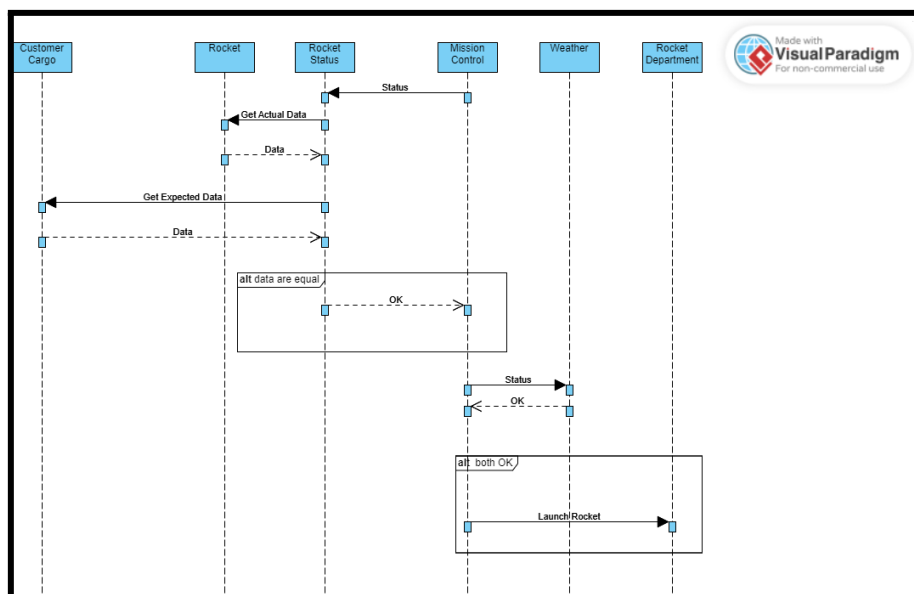 Customer
Cargo
Rocket
Rocket
Status
Mission
Control
Weather
Rocket
Department
Made with
Visual Paradigm
For non-commercial use
Status
Get Actual Data
Data
Get Expected Data
Data
alt data are equal
OK
Status
OK
alt both OK
Launch Rocket